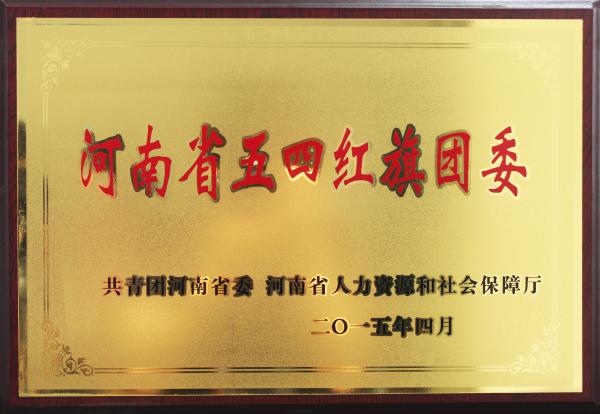 河南省五四红旗团委
共青团河南省委 河南省人力资源和社会保障厅
二〇一五年四月